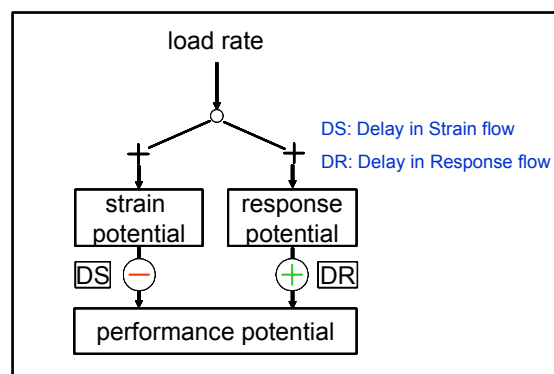 load rate
DS: Delay in Strain flow
DR: Delay in Response flow
+ +
strain
potential
response
potential
DS − + DR
performance potential